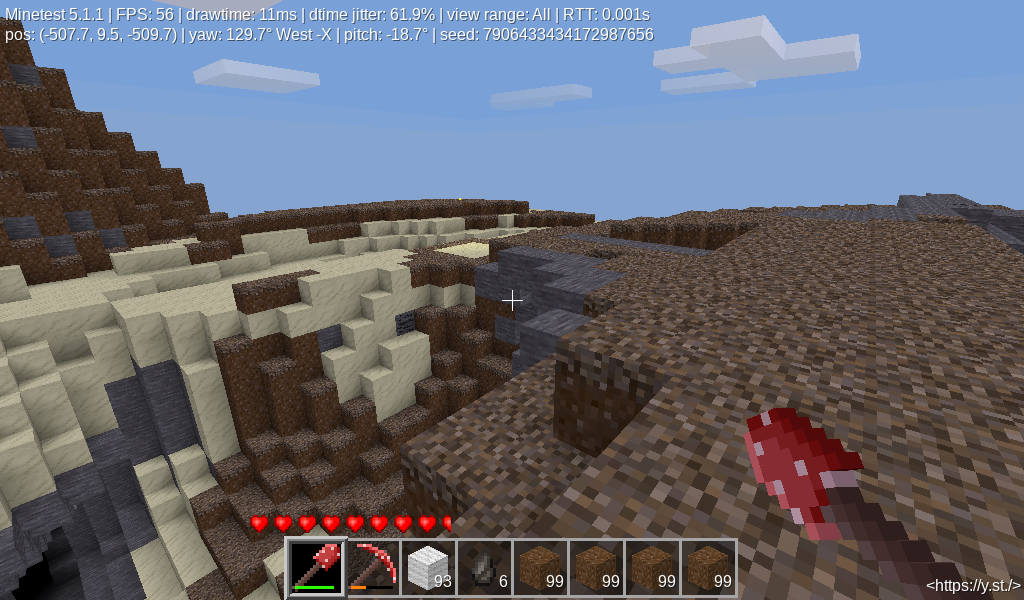 Minetest 5.1.1 | FPS: 56 | drawtime: 11ms | dtime jitter: 61.9% | view range: All | RTT: 0.001s
pos: (-507.7, 9.5, -509.7) | yaw: 129.7° West -X | pitch: -18.7° | seed: 7906433434172987656
93 6 99 99 99 99
<https://y.st./>